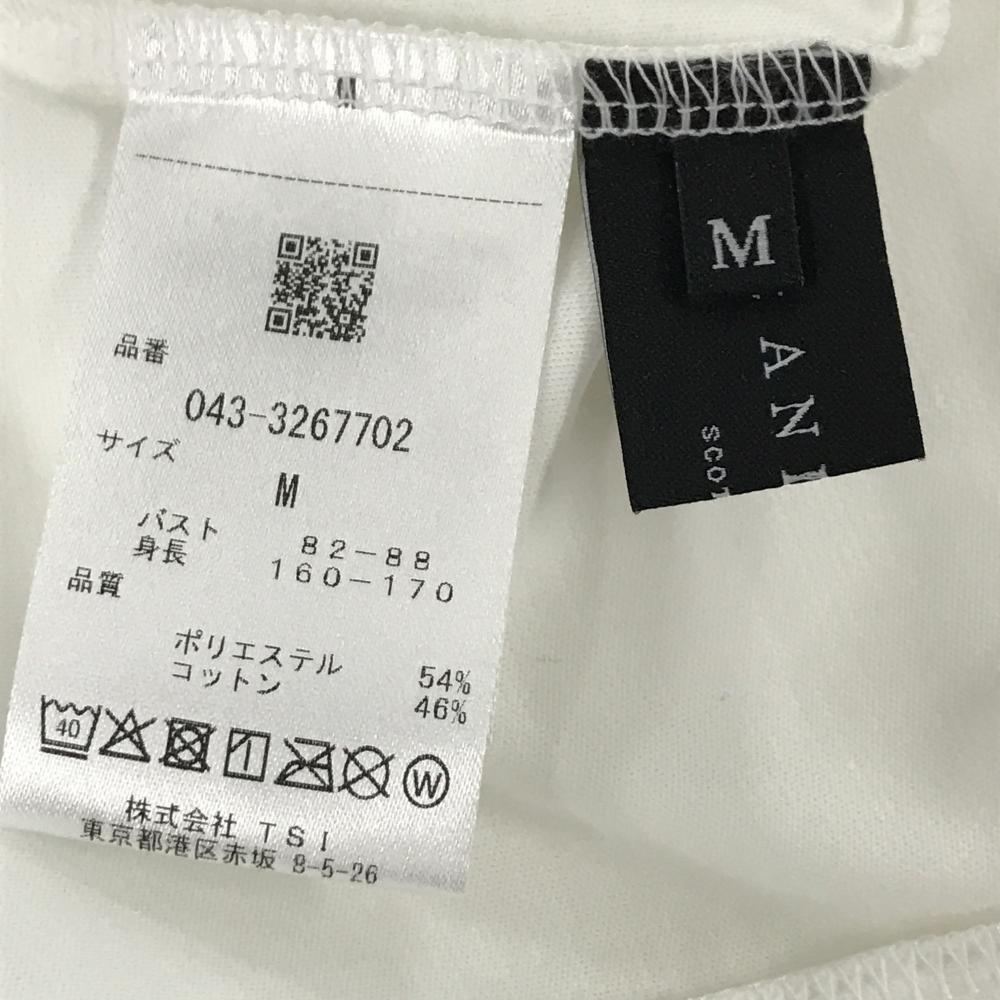 品番
043-3267702
サイズ
M
バスト 82-88
身長 160-170
品質
ポリエステル 54%
コットン 46%
40
W
株式会社 TSI
東京都港区赤坂 8-5-26
M
ANI
SCOT